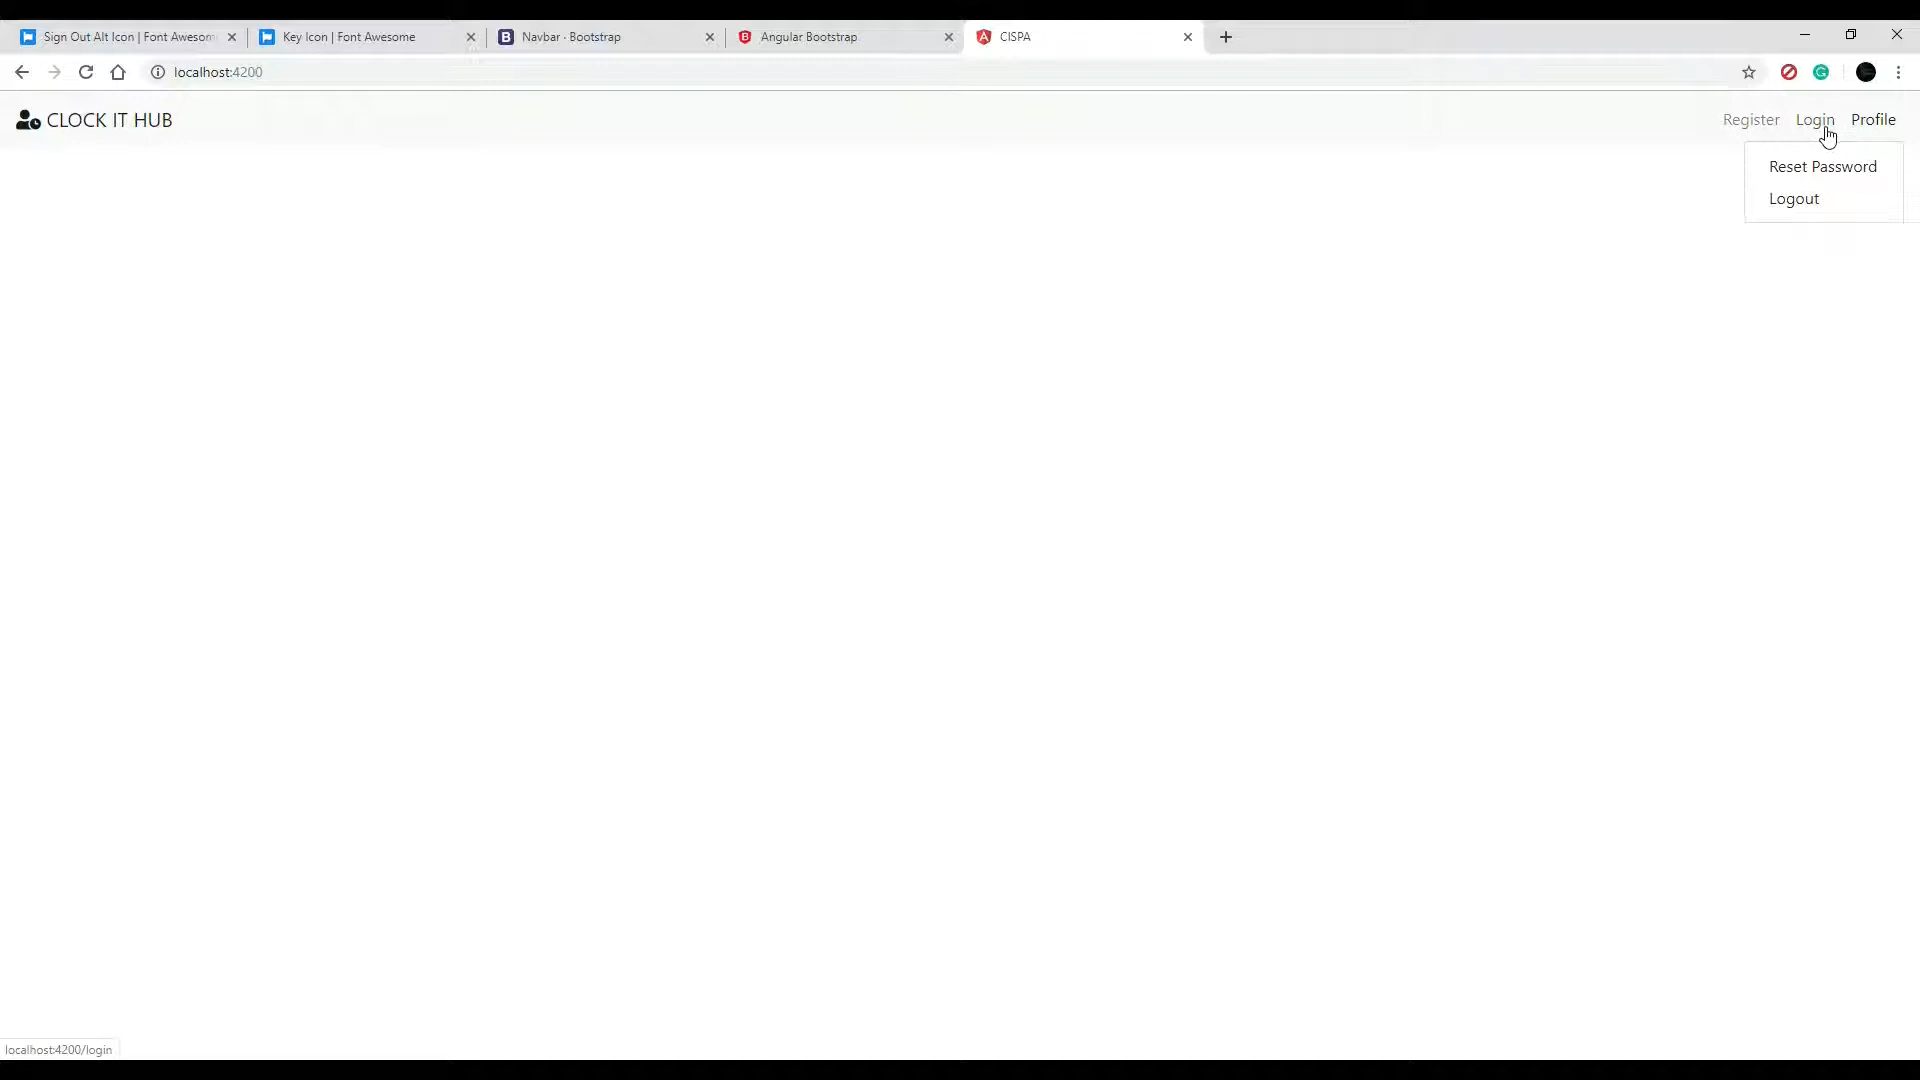 Sign Out Alt Icon | Font Awesom
Key Icon | Font Awesome
Navbar · Bootstrap
Angular Bootstrap
CISPA
localhost:4200
CLOCK IT HUB
Register Login Profile
Reset Password
Logout
localhost:4200/login